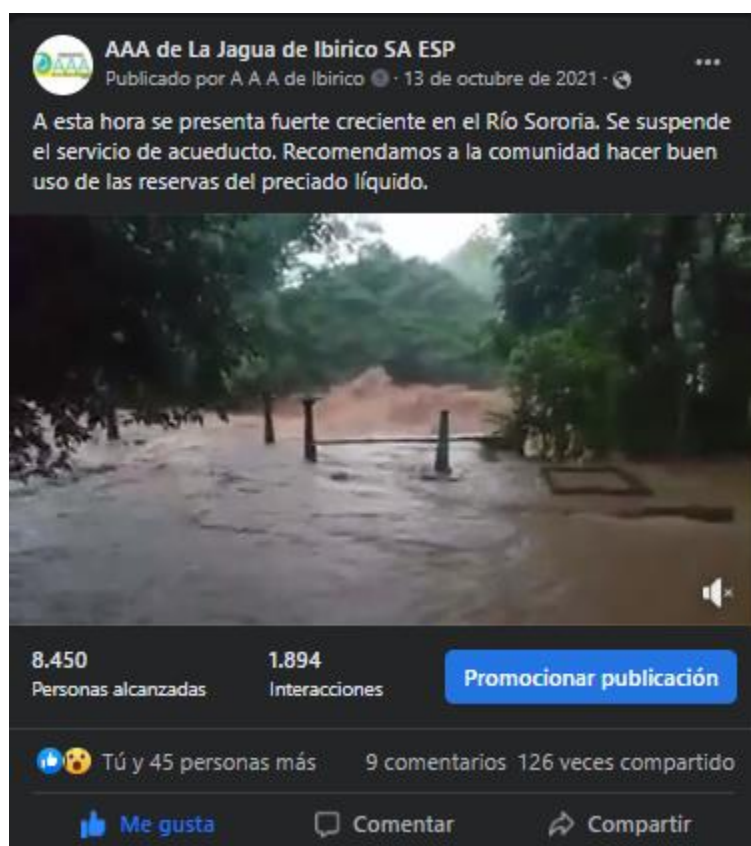 AAA de La Jagua de Ibirico SA ESP
Publicado por A A A de Ibirico · 13 de octubre de 2021 ·
A esta hora se presenta fuerte creciente en el Río Sororia. Se suspende
el servicio de acueducto. Recomendamos a la comunidad hacer buen
uso de las reservas del preciado líquido.
8.450
Personas alcanzadas
1.894
Interacciones
Promocionar publicación
Tú y 45 personas más
9 comentarios
126 veces compartido
Me gusta
Comentar
Compartir